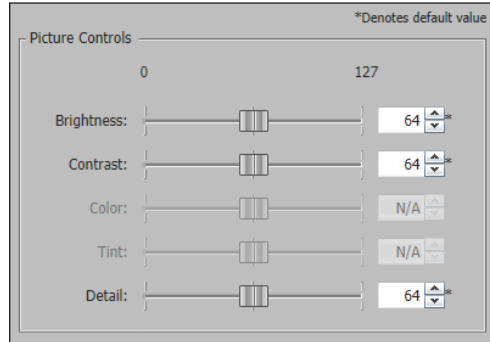 *Denotes default value
Picture Controls
0 127
Brightness: 64 *
Contrast: 64 *
Color: N/A
Tint: N/A
Detail: 64 *